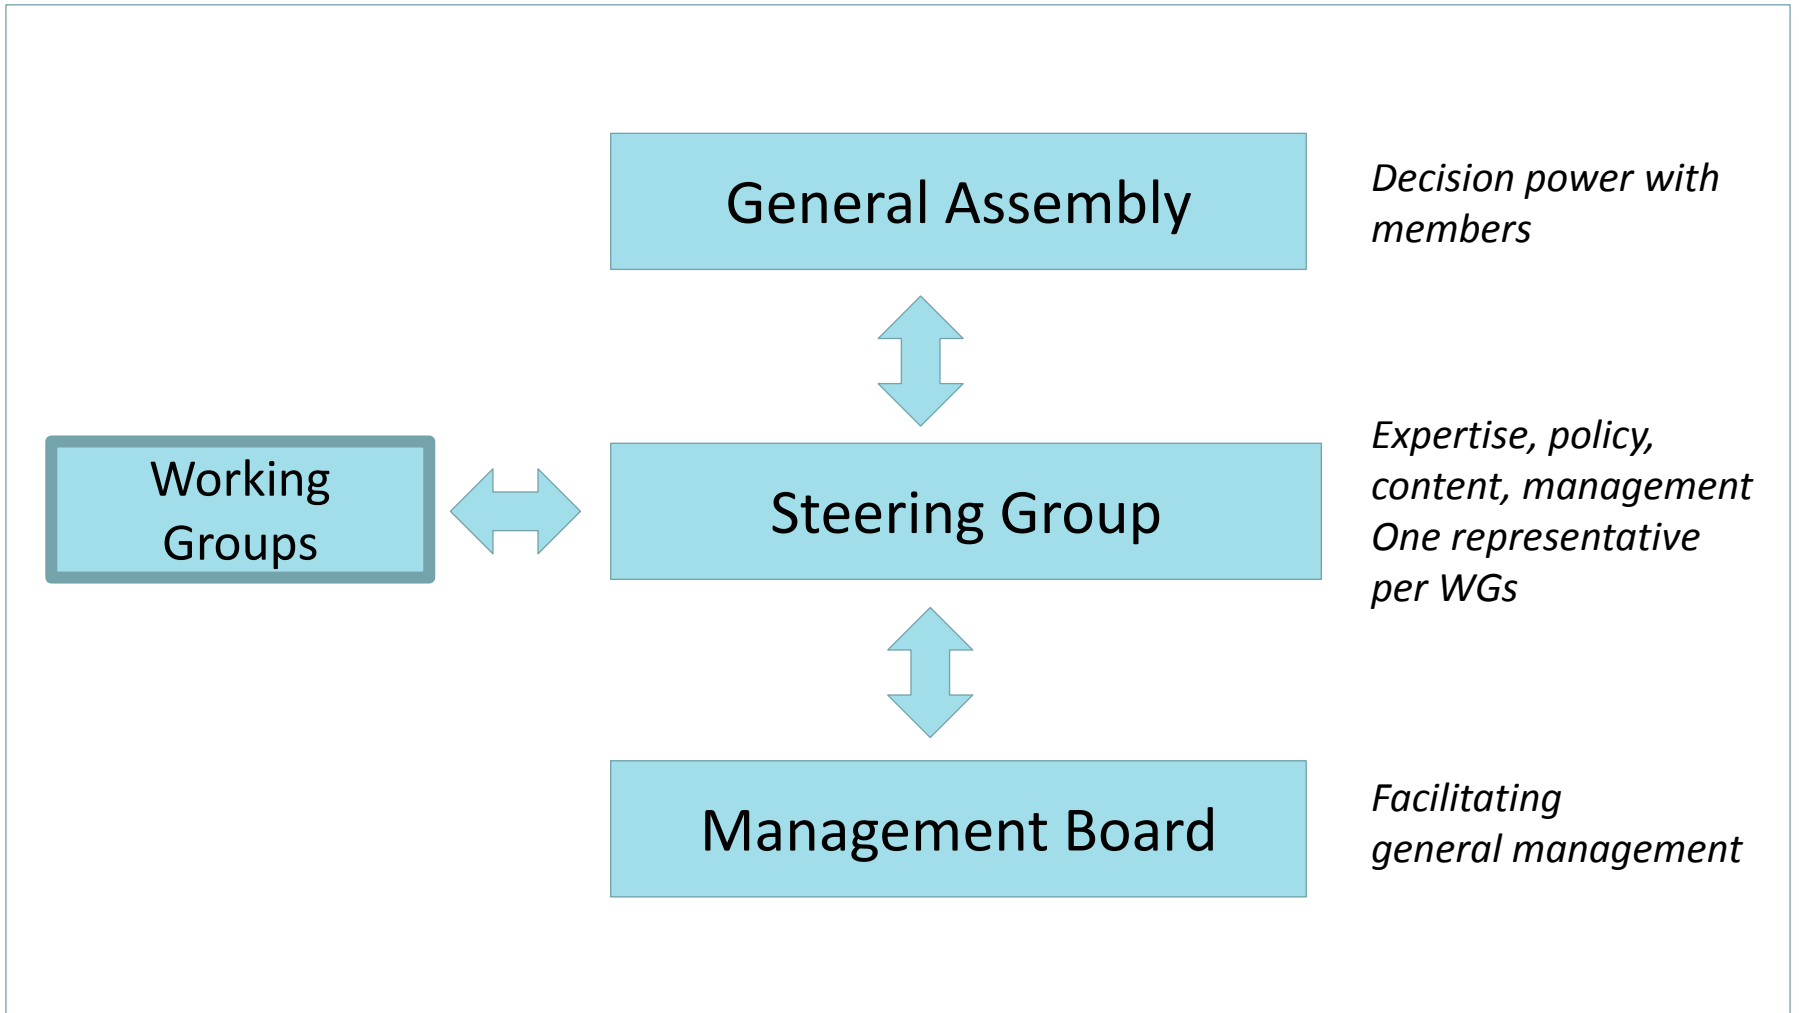 General Assembly
Decision power with
members
Working
Groups
Steering Group
Expertise, policy,
content, management
One representative
per WGs
Management Board
Facilitating
general management